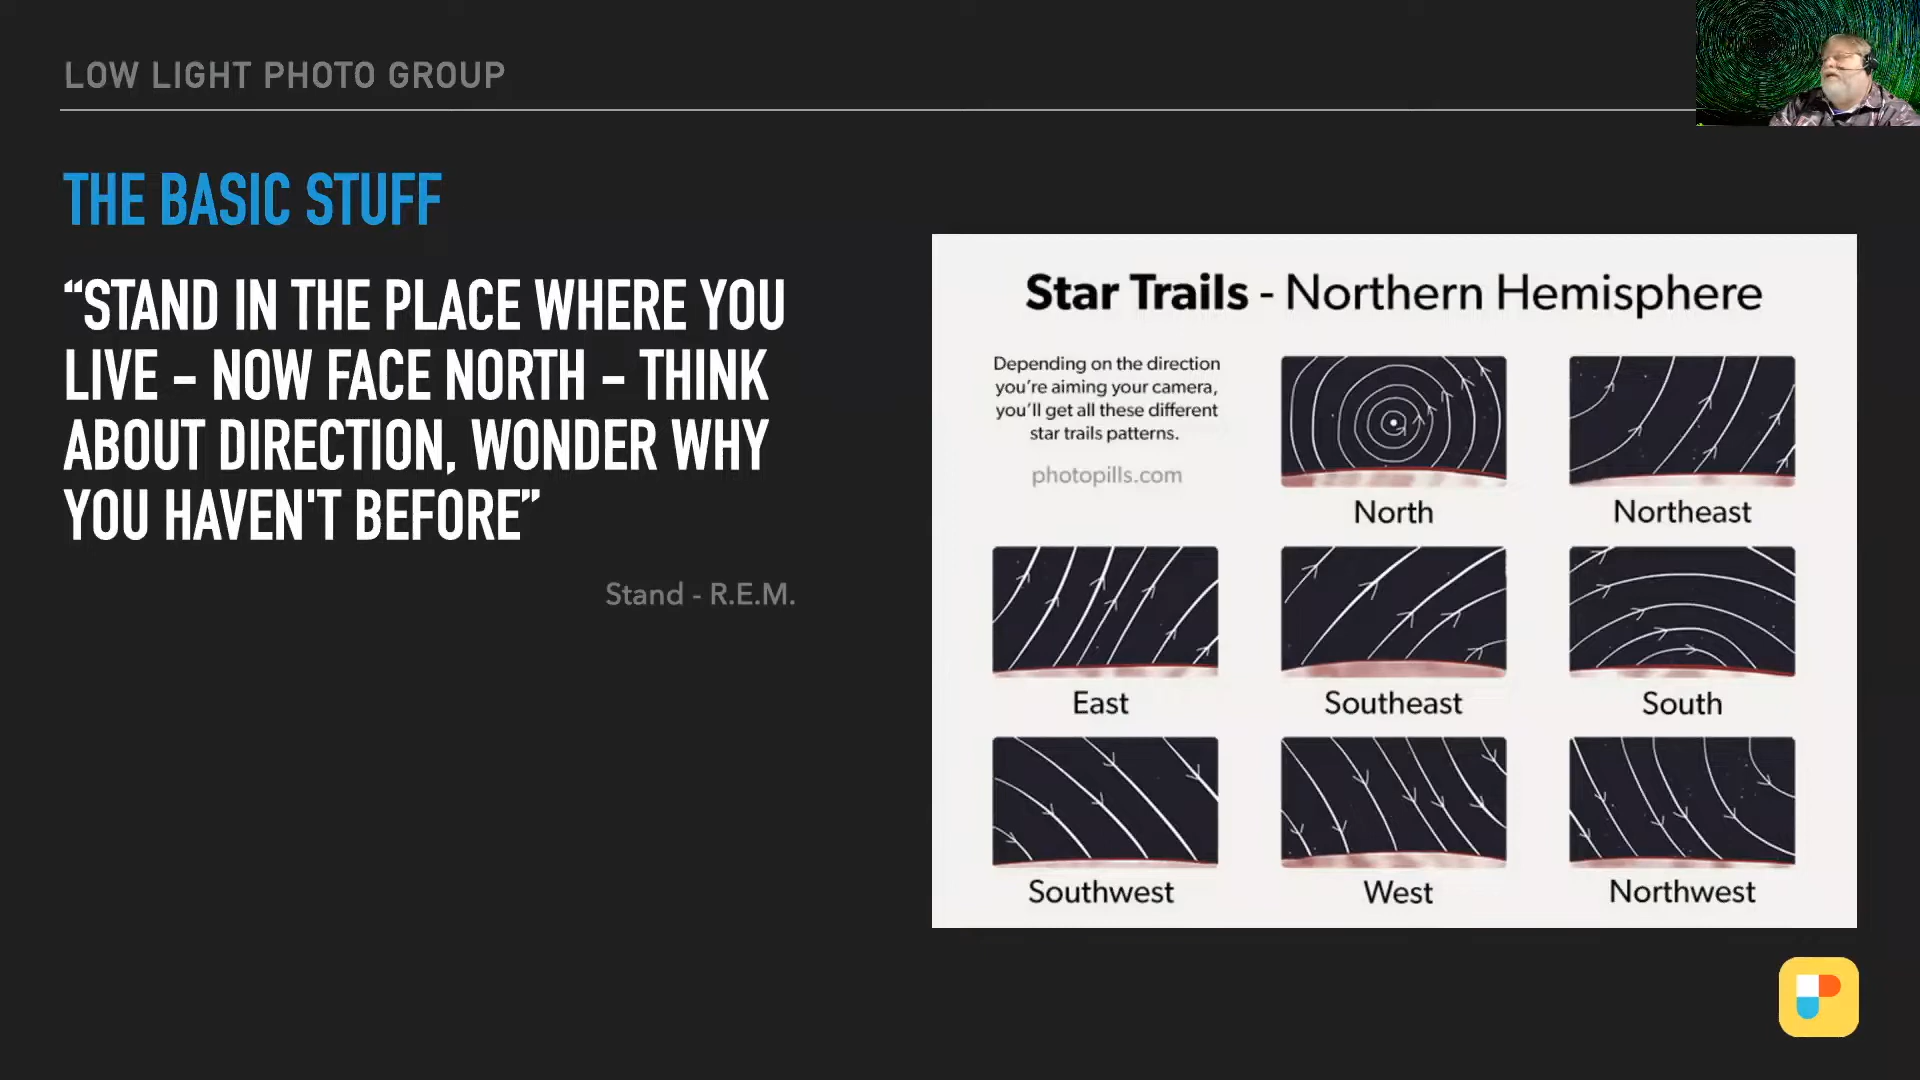 LOW LIGHT PHOTO GROUP
THE BASIC STUFF
“STAND IN THE PLACE WHERE YOU
LIVE – NOW FACE NORTH – THINK
ABOUT DIRECTION, WONDER WHY
YOU HAVEN'T BEFORE”
Stand - R.E.M.
Star Trails - Northern Hemisphere
Depending on the direction
you’re aiming your camera,
you’ll get all these different
star trails patterns.
photopills.com
North
Northeast
East
Southeast
South
Southwest
West
Northwest